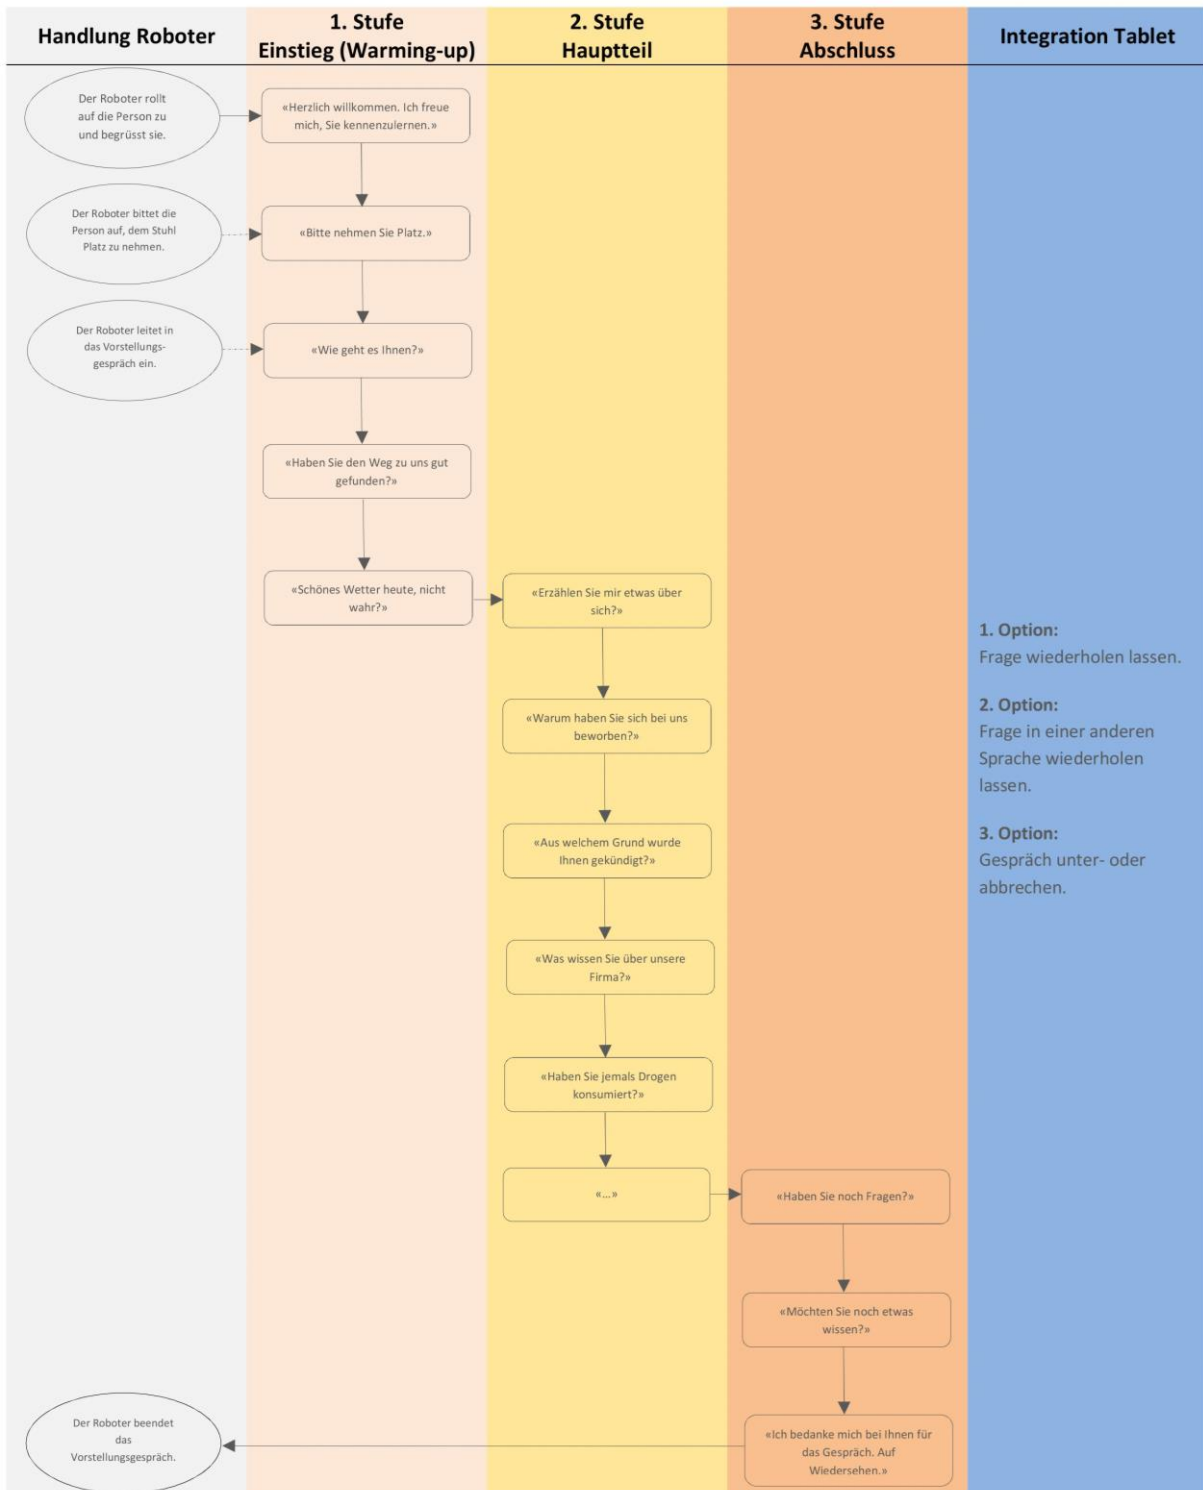 Handlung Roboter
1. Stufe
Einstieg (Warming-up)
2. Stufe
Hauptteil
3. Stufe
Abschluss
Integration Tablet
Der Roboter rollt
auf die Person zu
und begrüsst sie.
«Herzlich willkommen. Ich freue
mich, Sie kennenzulernen.»
Der Roboter bittet die
Person auf, dem Stuhl
Platz zu nehmen.
«Bitte nehmen Sie Platz.»
Der Roboter leitet in
das Vorstellungs-
gespräch ein.
«Wie geht es Ihnen?»
«Haben Sie den Weg zu uns gut
gefunden?»
«Schönes Wetter heute, nicht
wahr?»
«Erzählen Sie mir etwas über
sich?»
«Warum haben Sie sich bei uns
beworben?»
«Aus welchem Grund wurde
Ihnen gekündigt?»
«Was wissen Sie über unsere
Firma?»
«Haben Sie jemals Drogen
konsumiert?»
«...»
«Haben Sie noch Fragen?»
«Möchten Sie noch etwas
wissen?»
«Ich bedanke mich bei Ihnen für
das Gespräch. Auf
Wiedersehen.»
Der Roboter beendet
das
Vorstellungsgespräch.
1. Option:
Frage wiederholen lassen.
2. Option:
Frage in einer anderen
Sprache wiederholen
lassen.
3. Option:
Gespräch unter- oder
abbrechen.